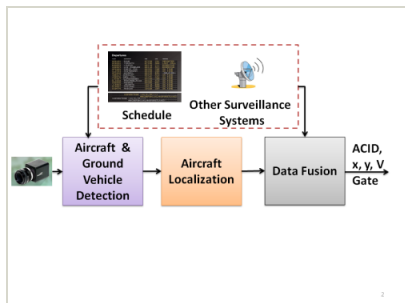 Schedule
Other Surveillance
Systems
Aircraft &
Ground
Vehicle
Detection
Aircraft
Localization
Data Fusion
ACID,
x, y, V
Gate
2